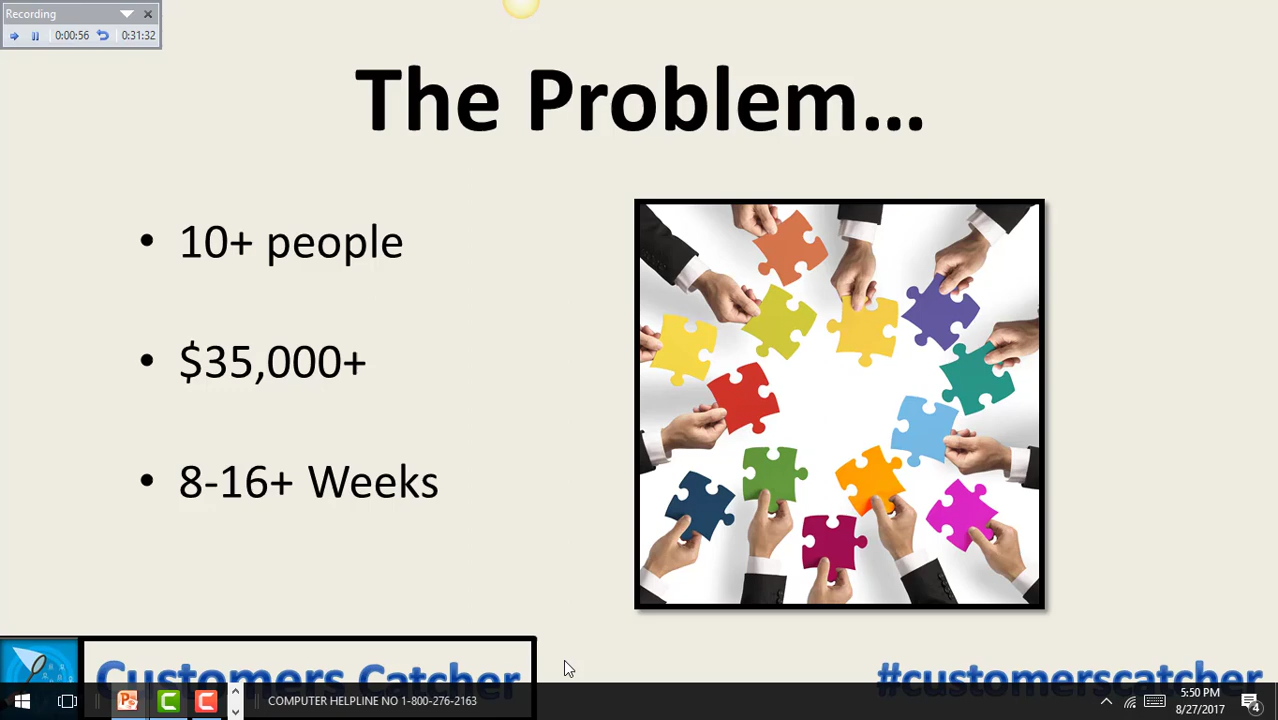 Recording
0:00:56
0:31:32
The Problem...
• 10+ people
• $35,000+
• 8-16+ Weeks
Customers Catcher
#customerscatcher
COMPUTER HELPLINE NO 1-800-276-2163
5:50 PM
8/27/2017
4